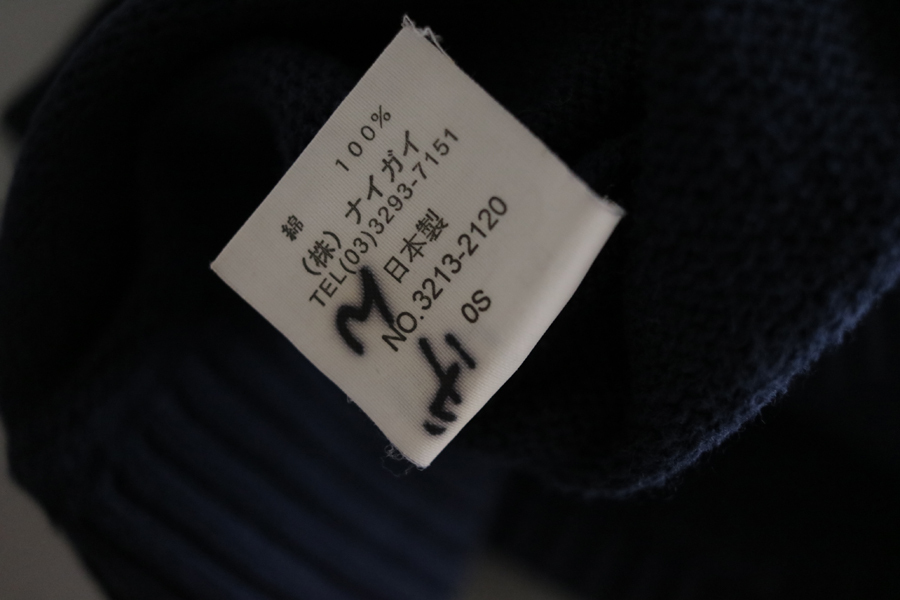 綿 100%
(株) ナイガイ
TEL(03)3293-7151
日本製
NO.3213-2120
0S